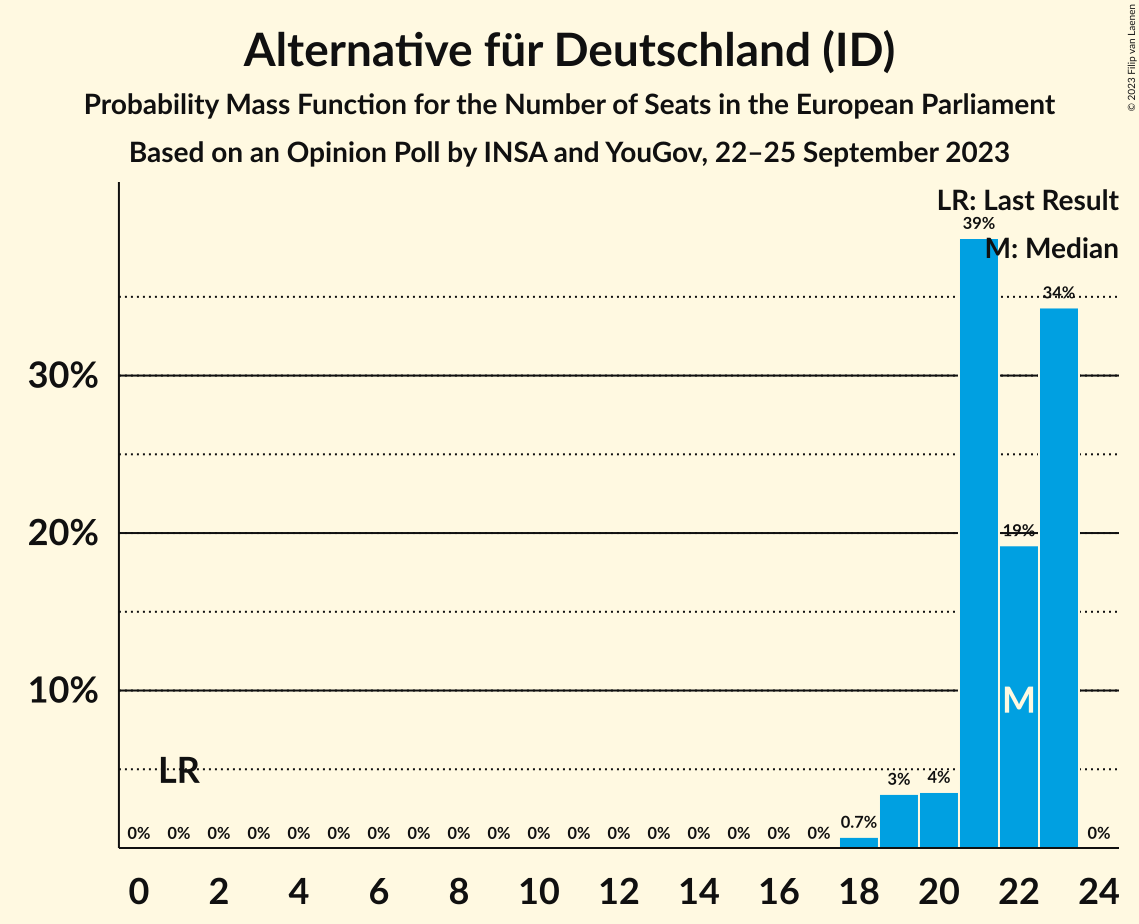 Alternative für Deutschland (ID)
Probability Mass Function for the Number of Seats in the European Parliament
Based on an Opinion Poll by INSA and YouGov, 22–25 September 2023
© 2023 Filip van Laenen
LR: Last Result
M: Median
39%
34%
30%
20%
19%
10%
M
LR
0% 0% 0% 0% 0% 0% 0% 0% 0% 0% 0% 0% 0% 0% 0% 0% 0% 0% 0.7% 3% 4% 0%
0 2 4 6 8 10 12 14 16 18 20 22 24